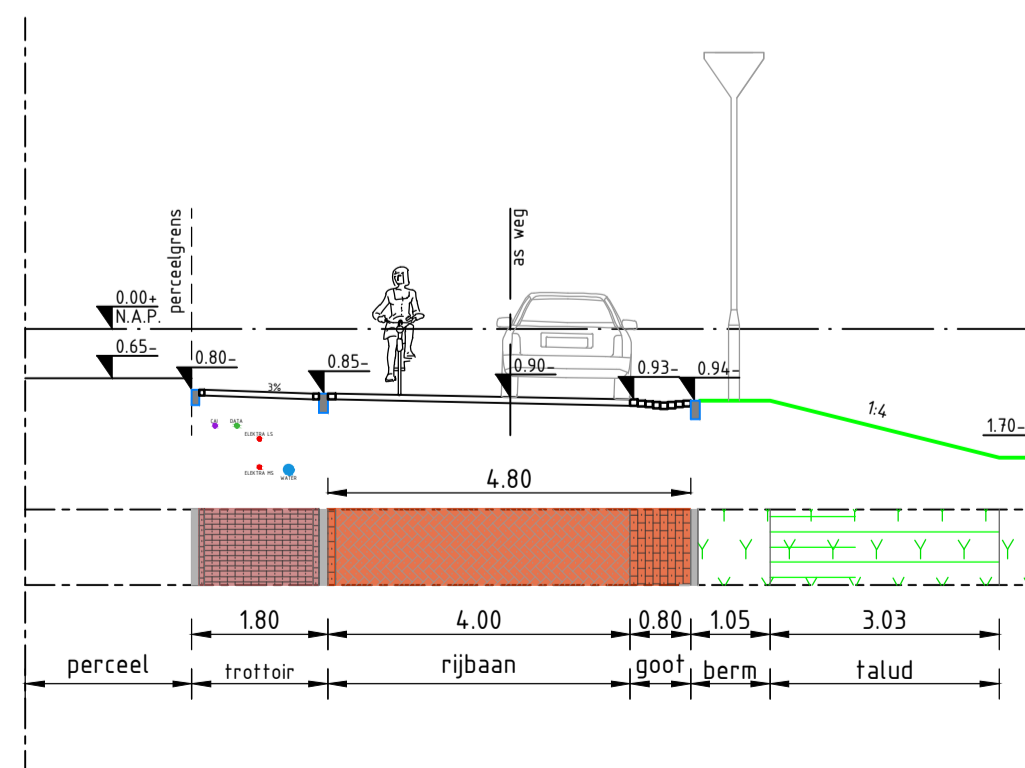 perceelgrens
as weg
0.00+
N.A.P.
0.65-
0.80-
0.85-
0.90-
0.93-
0.94-
3%
1:4
1.70-
CAI
DATA
ELEKTRA LS
ELEKTRA MS
WATER
4.80
1.80
4.00
0.80
1.05
3.03
perceel
trottoir
rijbaan
goot
berm
talud